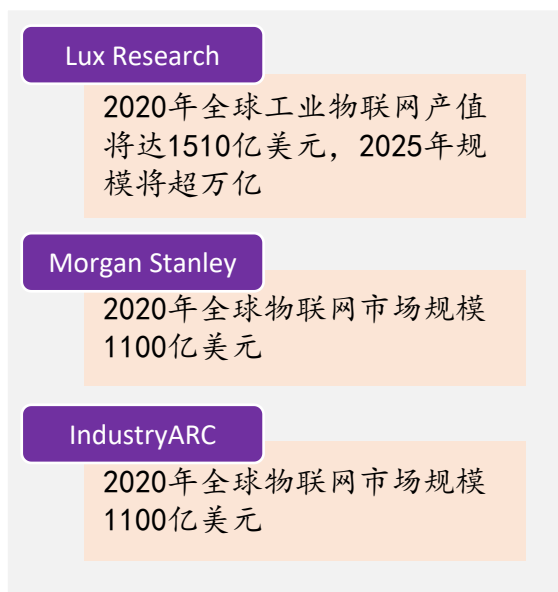 Lux Research
2020年全球工业物联网产值
将达1510亿美元，2025年规
模将超万亿
Morgan Stanley
2020年全球物联网市场规模
1100亿美元
IndustryARC
2020年全球物联网市场规模
1100亿美元